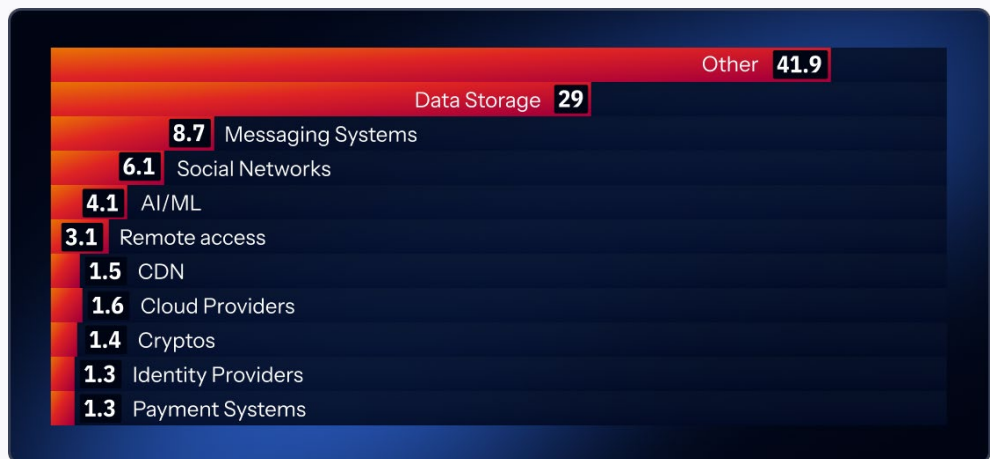 Other 41.9
Data Storage 29
8.7 Messaging Systems
6.1 Social Networks
4.1 AI/ML
3.1 Remote access
1.5 CDN
1.6 Cloud Providers
1.4 Cryptos
1.3 Identity Providers
1.3 Payment Systems